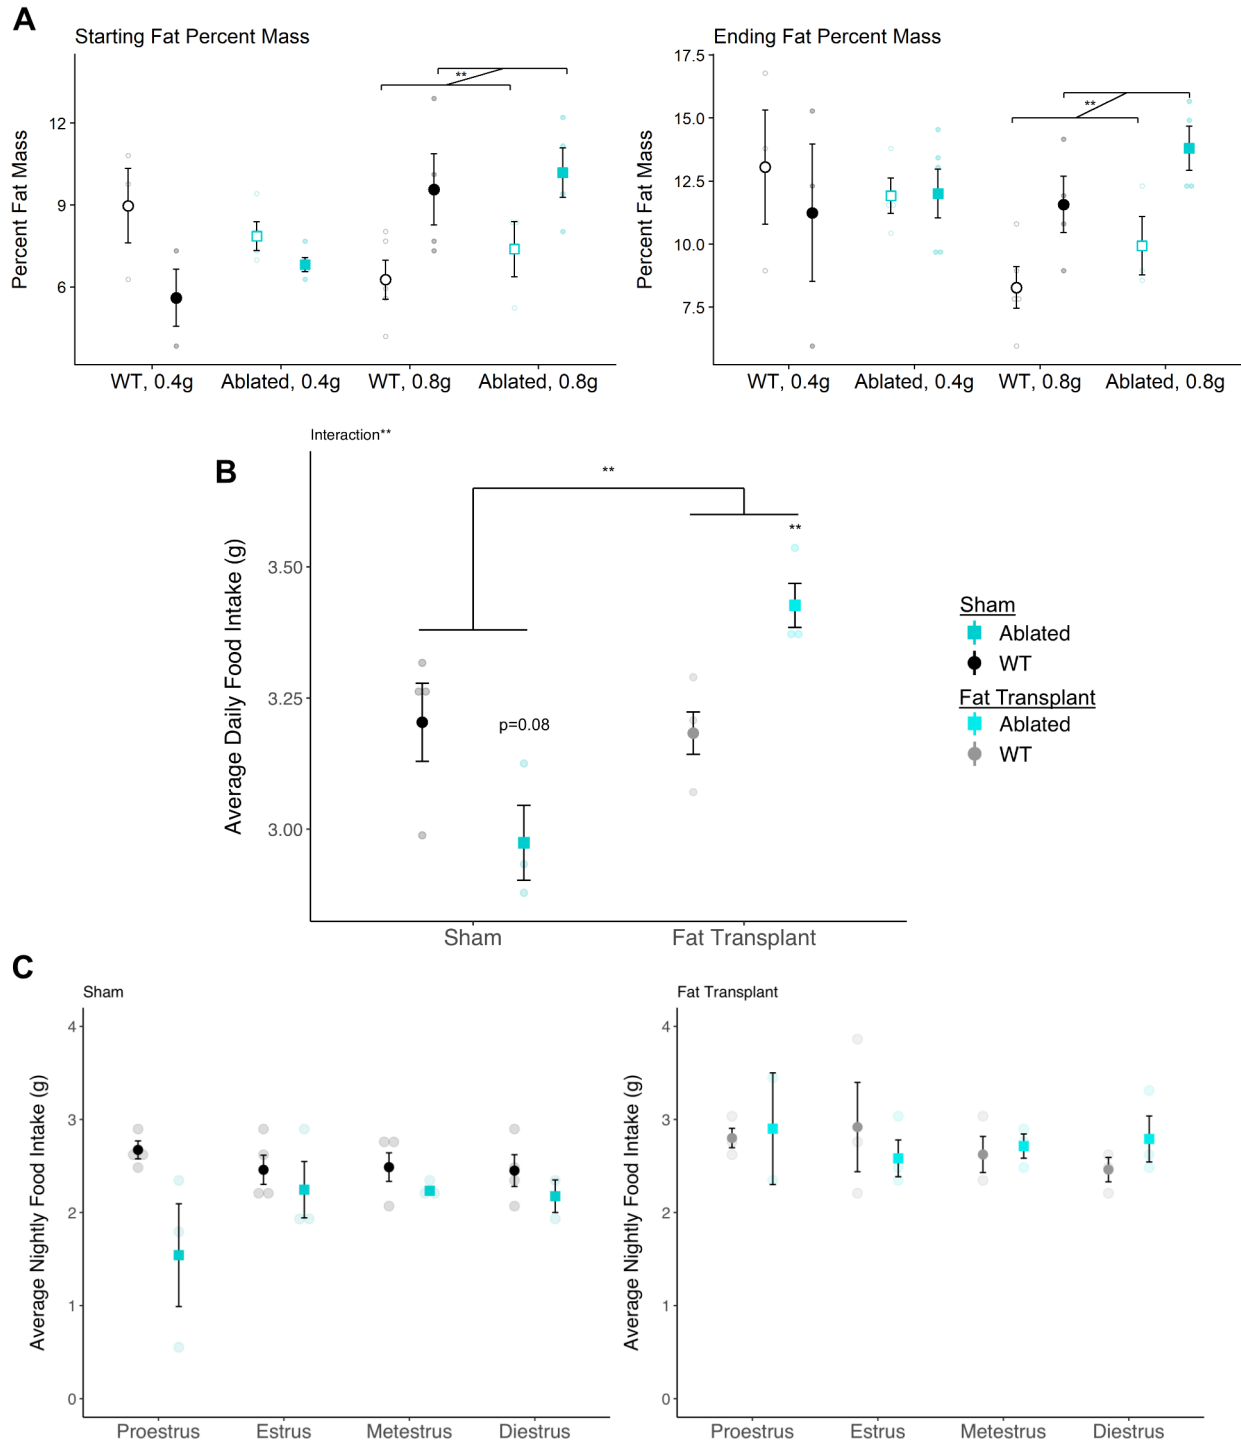 A
Starting Fat Percent Mass
Ending Fat Percent Mass
Percent Fat Mass
12
9
6
**
WT, 0.4g
Ablated, 0.4g
WT, 0.8g
Ablated, 0.8g
Percent Fat Mass
17.5
15.0
12.5
10.0
7.5
**
WT, 0.4g
Ablated, 0.4g
WT, 0.8g
Ablated, 0.8g
B
Interaction**
Average Daily Food Intake (g)
3.50
3.25
3.00
**
**
p=0.08
Sham
Fat Transplant
Sham
Ablated
WT
Fat Transplant
Ablated
WT
C
Sham
Average Nightly Food Intake (g)
4
3
2
1
0
Proestrus
Estrus
Metestrus
Diestrus
Fat Transplant
Average Nightly Food Intake (g)
4
3
2
1
0
Proestrus
Estrus
Metestrus
Diestrus